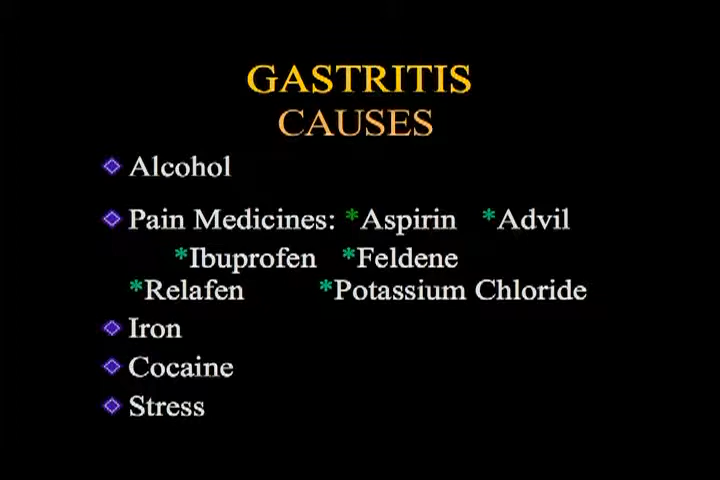 GASTRITIS
CAUSES
Alcohol
Pain Medicines: *Aspirin *Advil
*Ibuprofen *Feldene
*Relafen *Potassium Chloride
Iron
Cocaine
Stress